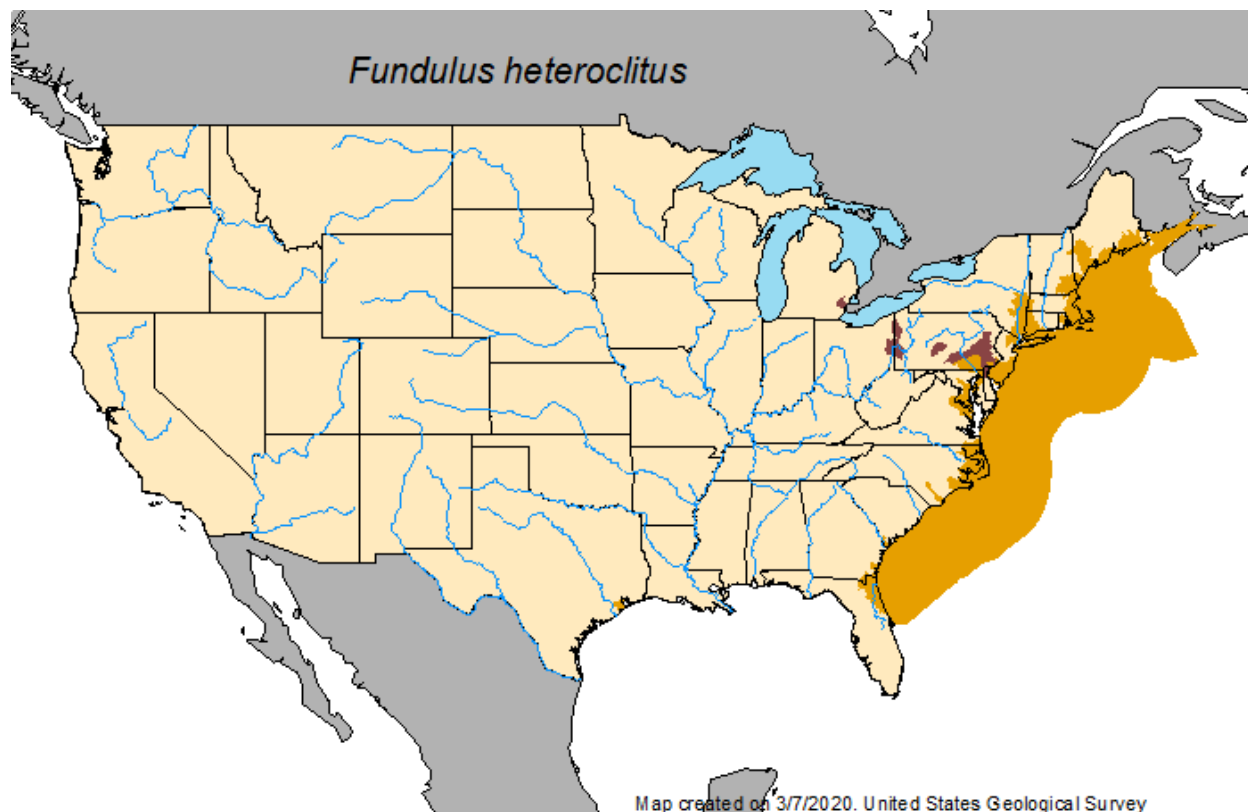 Fundulus heteroclitus
Map created on 3/7/2020. United States Geological Survey